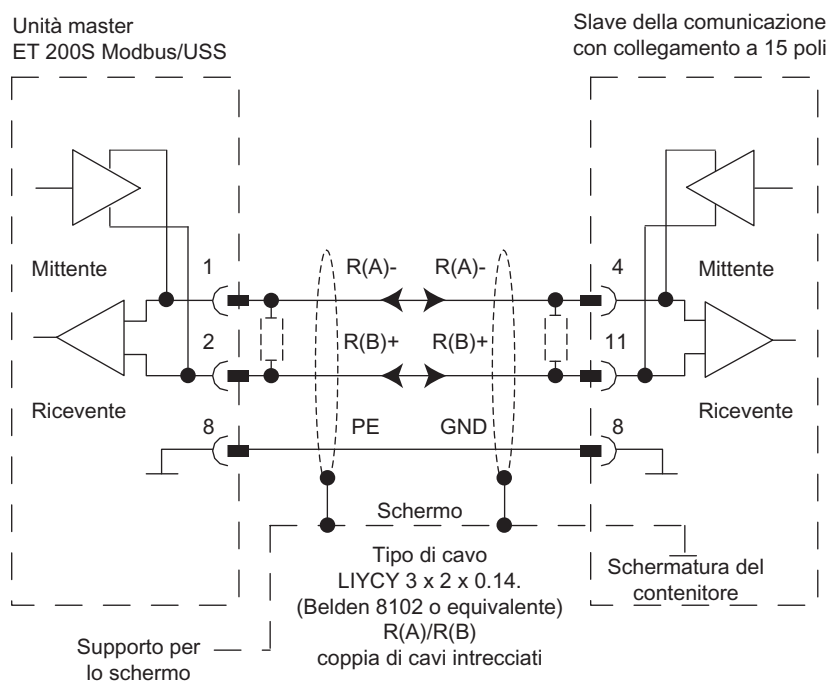 Unità master
ET 200S Modbus/USS
Slave della comunicazione
con collegamento a 15 poli
Mittente
1
R(A)-
R(A)-
4
Mittente
2
R(B)+
R(B)+
11
Ricevente
8
PE
GND
8
Ricevente
Schermo
Tipo di cavo
LIYCY 3 x 2 x 0.14.
(Belden 8102 o equivalente)
R(A)/R(B)
coppia di cavi intrecciati
Schermatura del
contenitore
Supporto per
lo schermo